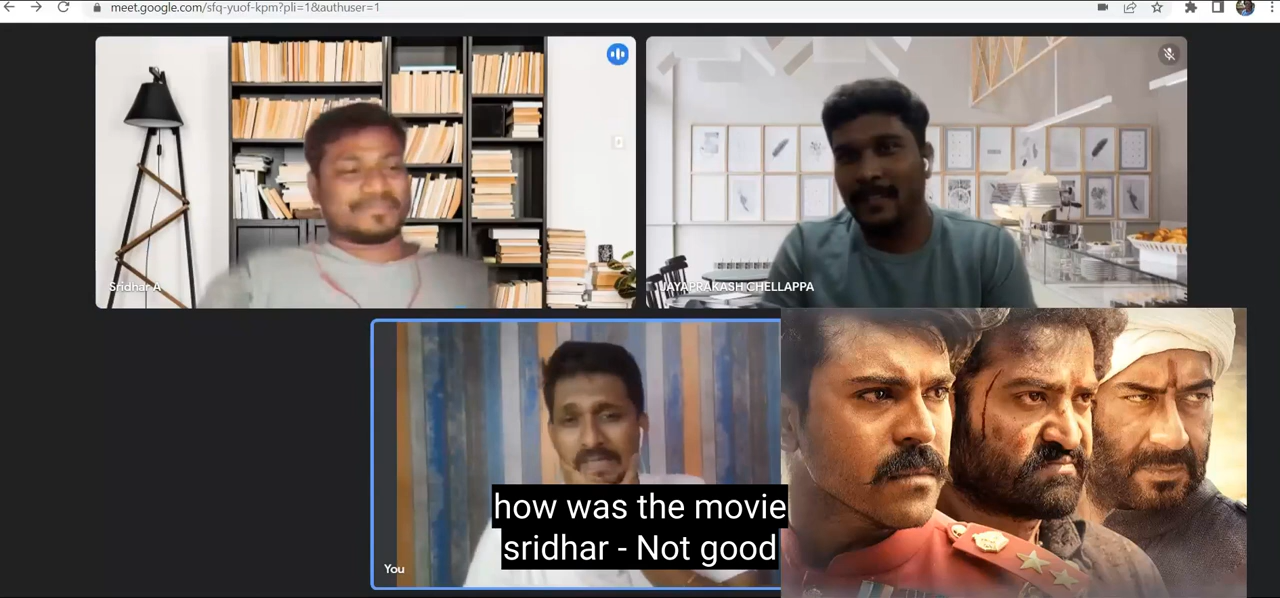 meet.google.com/sfq-yuof-kpm?pli=1&authuser=1
Sridhar A
JAYAPRAKASH CHELLAPPA
how was the movie
sridhar - Not good
You